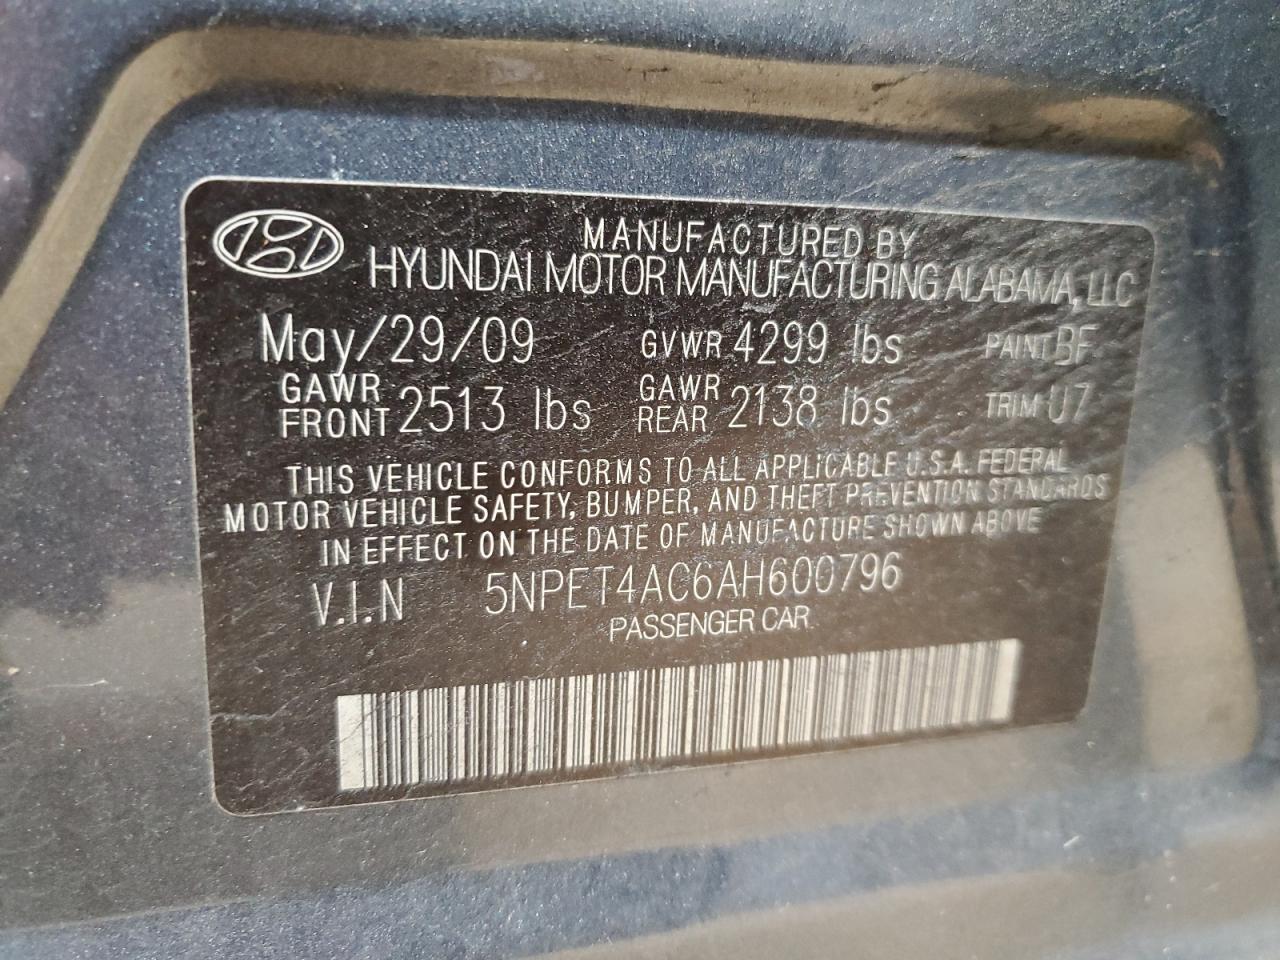 MANUFACTURED BY
HYUNDAI MOTOR MANUFACTURING ALABAMA, LLC
May/29/09 GVWR 4299 lbs PAINT BF
GAWR FRONT 2513 lbs GAWR REAR 2138 lbs TRIM U7
THIS VEHICLE CONFORMS TO ALL APPLICABLE U.S.A. FEDERAL
MOTOR VEHICLE SAFETY, BUMPER, AND THEFT PREVENTION STANDARDS
IN EFFECT ON THE DATE OF MANUFACTURE SHOWN ABOVE
V.I.N 5NPET4AC6AH600796
PASSENGER CAR